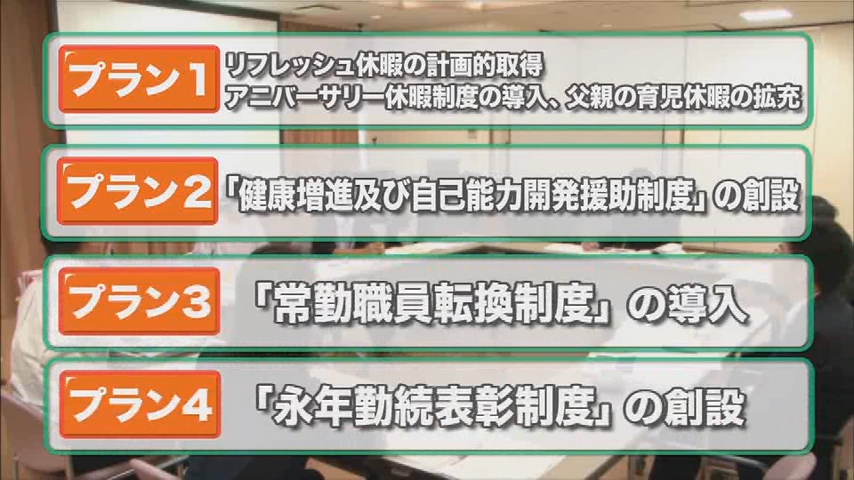 プラン1
リフレッシュ休暇の計画的取得
アニバーサリー休暇制度の導入、父親の育児休暇の拡充
プラン2
「健康増進及び自己能力開発援助制度」の創設
プラン3
「常勤職員転換制度」の導入
プラン4
「永年勤続表彰制度」の創設